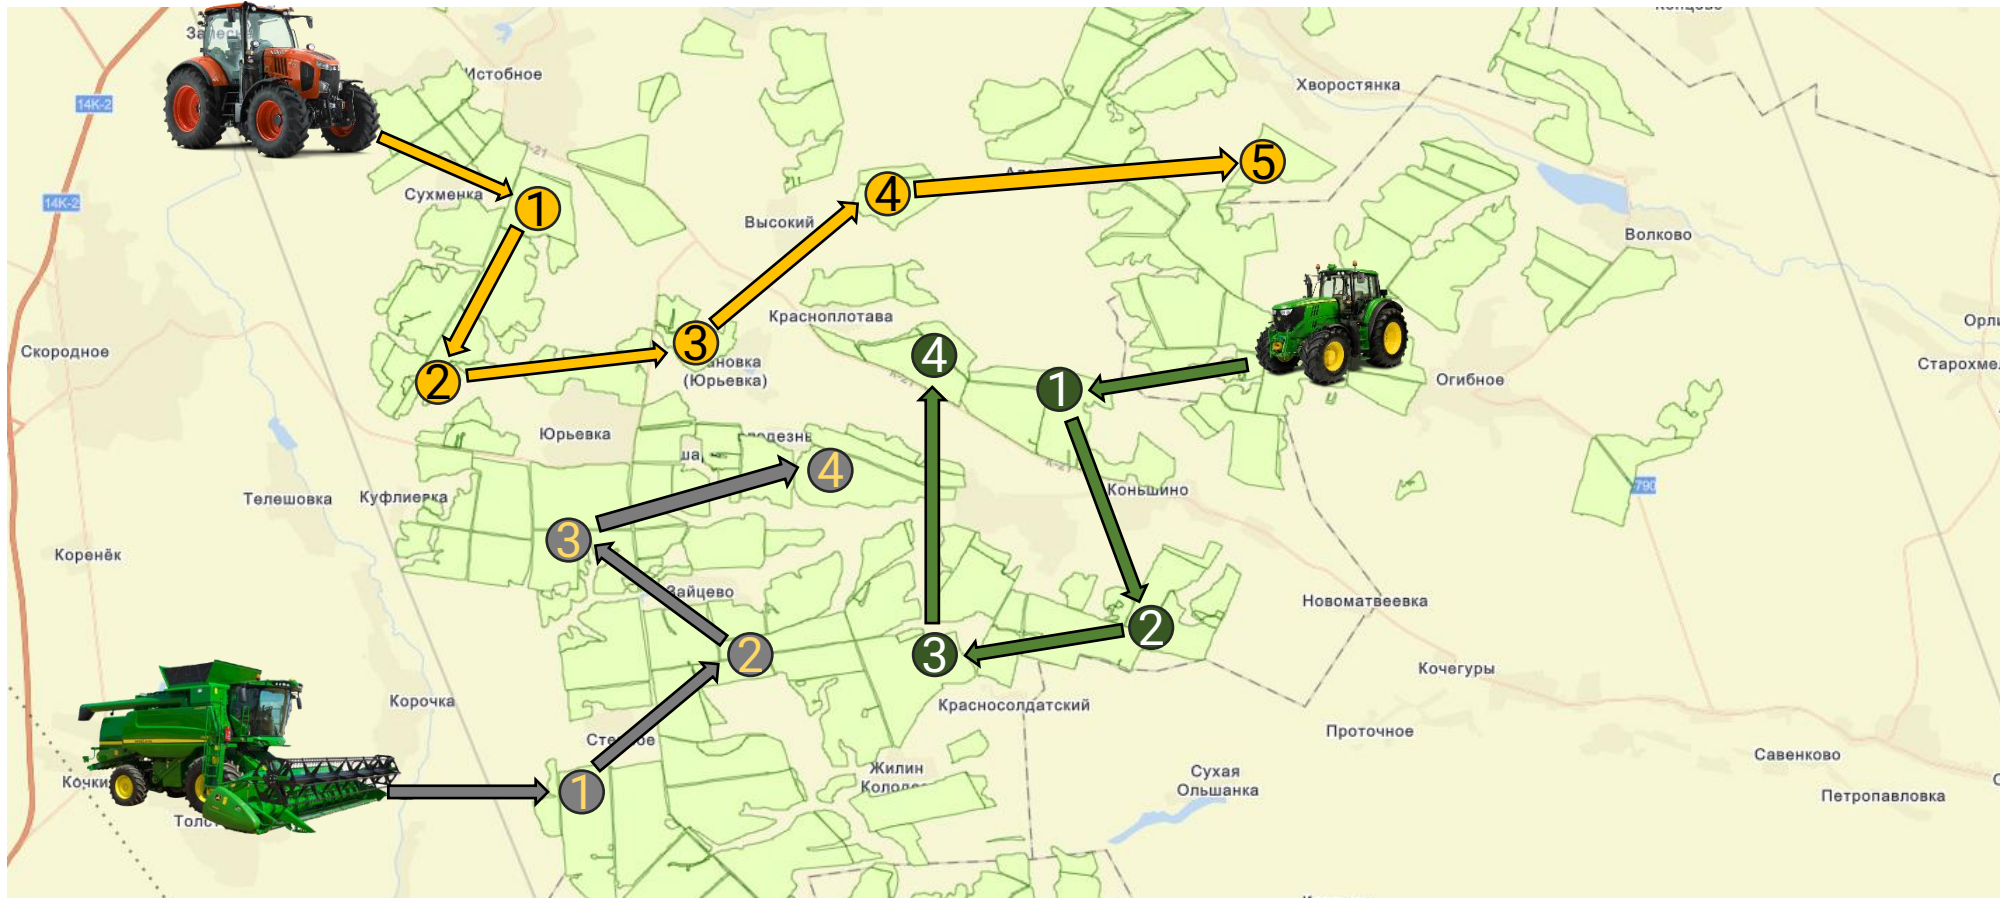 Истобное
Хворостянка
14К-2
Сухменка
14К-2
1
4
5
Высокий
Волково
Скородное
2
3
Красноплотава
(Юрьевка)
4
1
Огибное
Юрьевка
4
Телешовка
Куфлиевка
Коньшино
790
Коренёк
3
Зайцево
Новоматвеевка
2
3
2
Кочегуры
Корочка
Красносолдатский
Проточное
Савенково
1
Жилин
Сухая
Ольшанка
Петропавловка